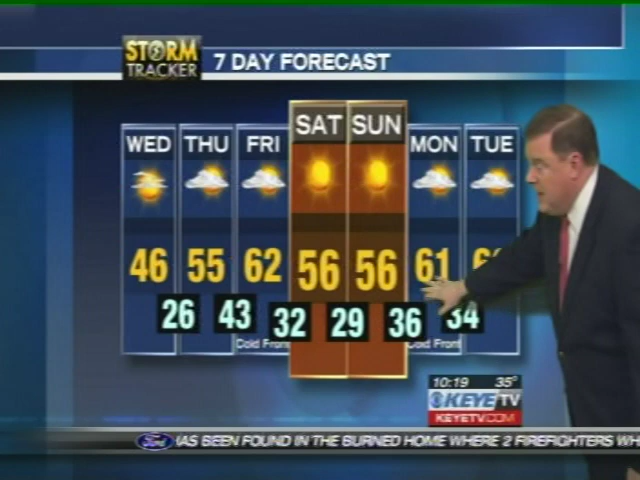 STORM
TRACKER
7 DAY FORECAST
WED THU FRI SAT SUN MON TUE
46 55 62 56 56 61
26 43 32 29 36 34
Cold Front Cold Front
10:19 35°
KEYE TV
KEYETV.COM
Ford AS BEEN FOUND IN THE BURNED HOME WHERE 2 FIREFIGHTERS WH